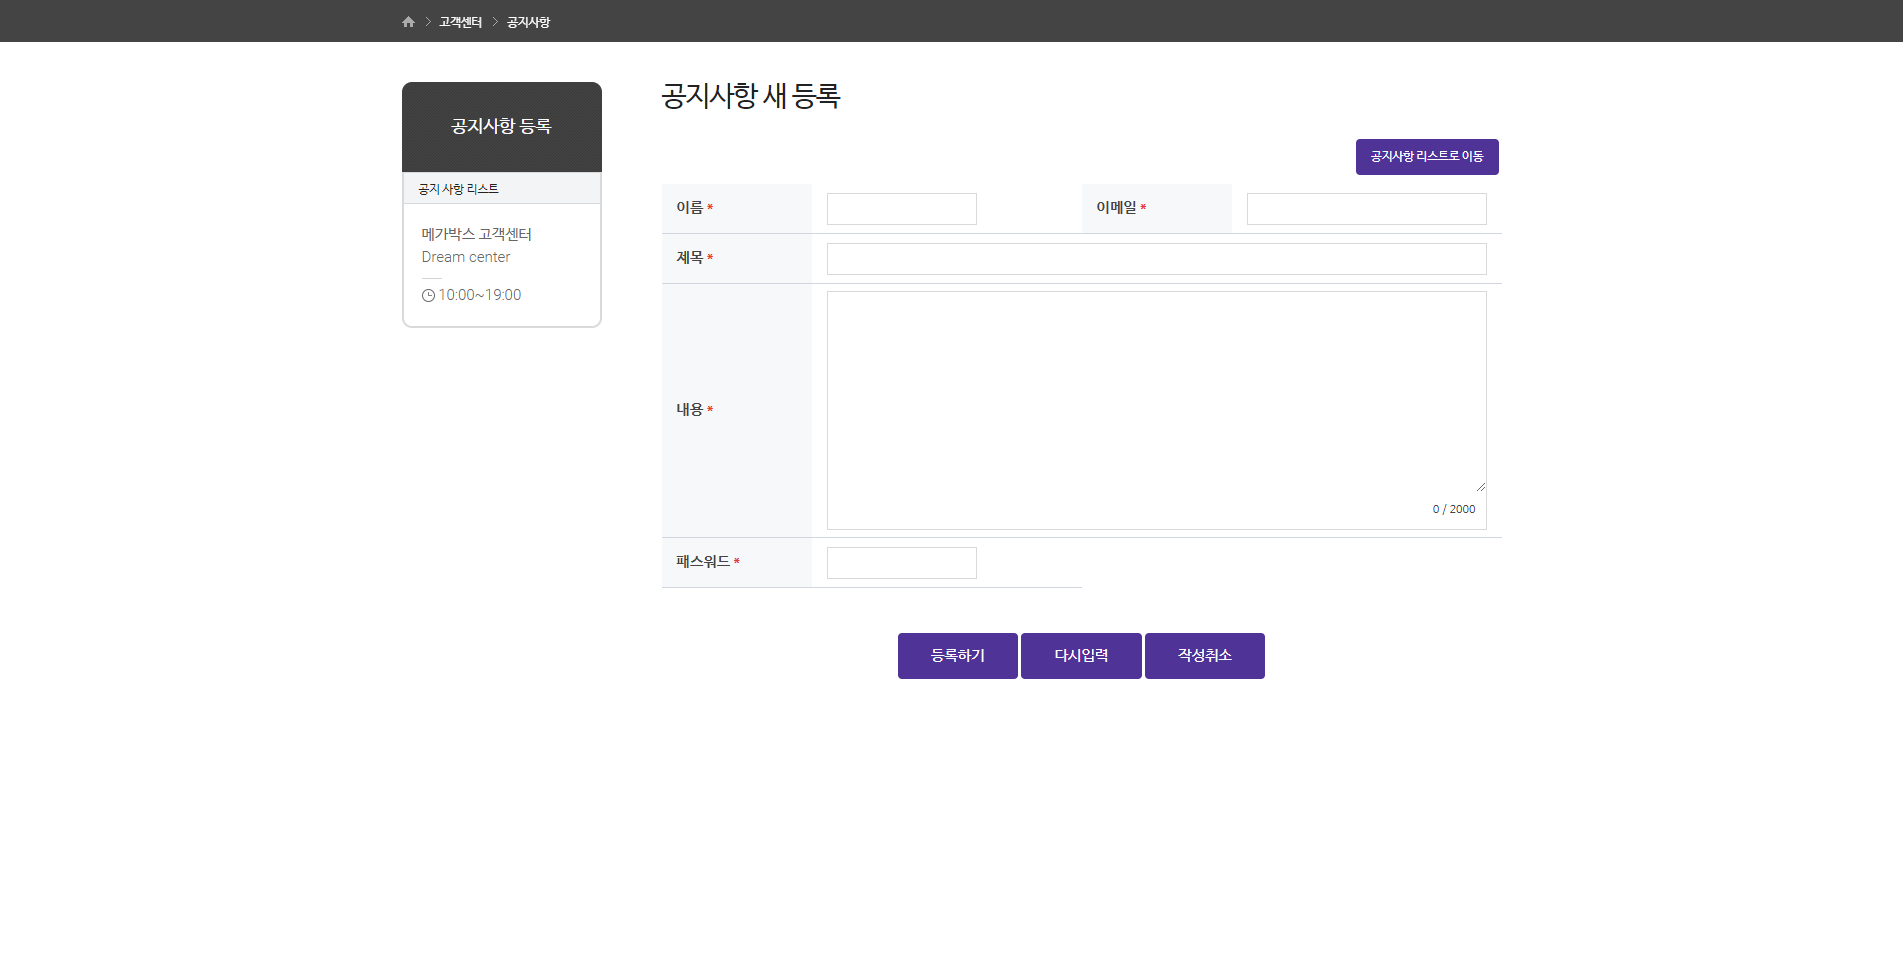 고객센터 공지사항
공지사항 등록
공지 사항 리스트
메가박스 고객센터
Dream center
10:00~19:00
공지사항 새 등록
공지사항 리스트로 이동
이름 *
이메일 *
제목 *
내용 *
0 / 2000
패스워드 *
등록하기 다시입력 작성취소